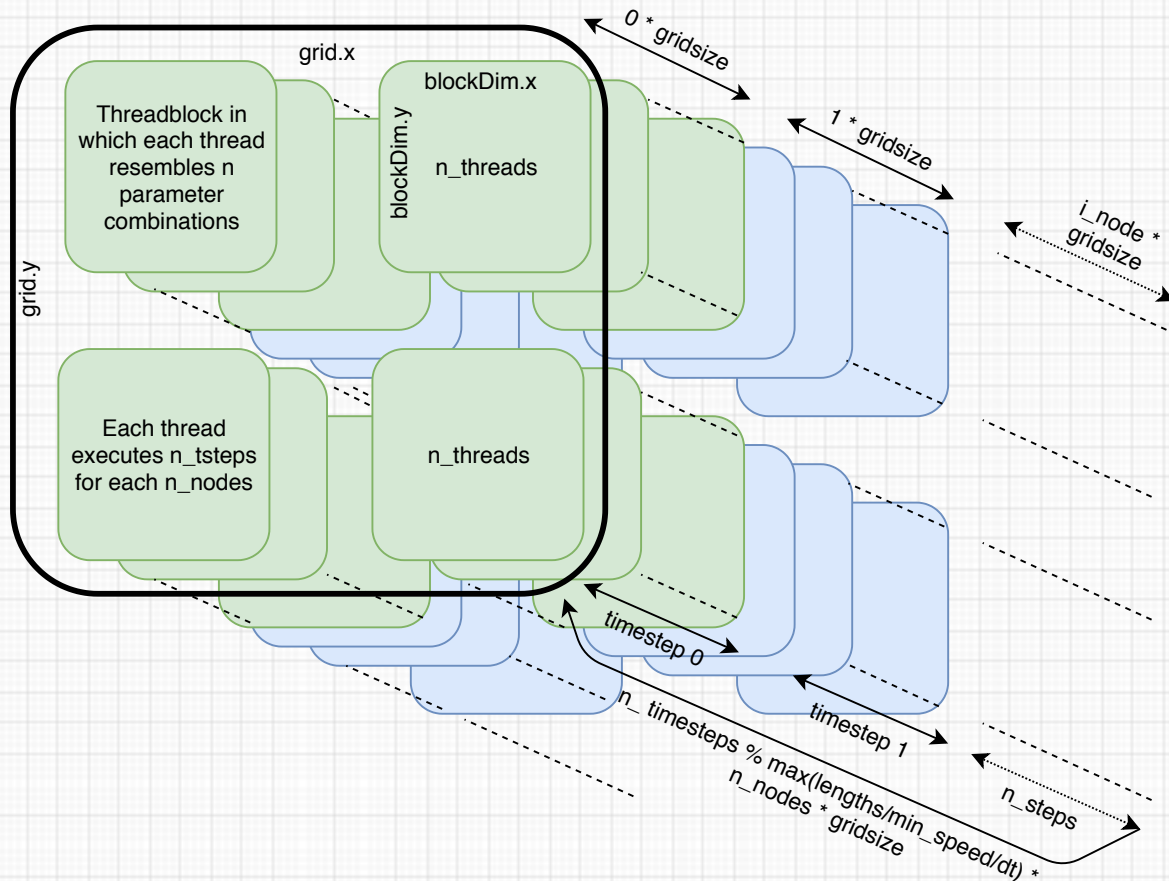 0 * gridsize
grid.x
blockDim.x
Threadblock in
which each thread
resembles n
parameter
combinations
blockDim.y
n_threads
1 * gridsize
i_node *
gridsize
grid.y
Each thread
executes n_tsteps
for each n_nodes
n_threads
timestep 0
timestep 1
n_steps
n_ timesteps % max(lengths/min_speed/dt) *
n_nodes * gridsize